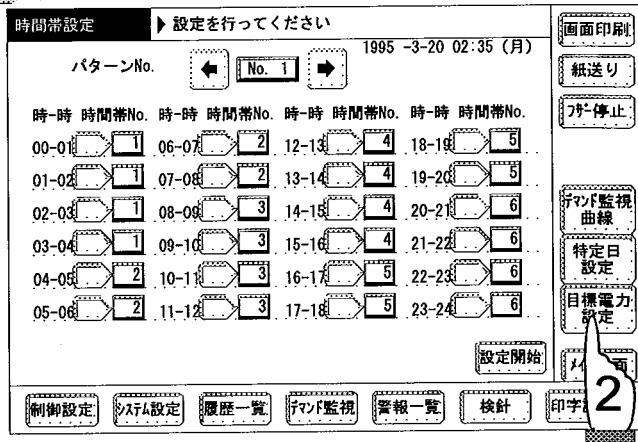 時間帯設定 ▶ 設定を行ってください
1995 -3-20 02:35 (月)
パターンNo. No. 1
時-時 時間帯No. 時-時 時間帯No. 時-時 時間帯No. 時-時 時間帯No.
00-01 1 06-07 2 12-13 4 18-19 5
01-02 1 07-08 2 13-14 4 19-20 5
02-03 1 08-09 3 14-15 4 20-21 6
03-04 1 09-10 3 15-16 4 21-22 6
04-05 2 10-11 3 16-17 5 22-23 6
05-06 2 11-12 3 17-18 5 23-24 6
設定開始
制御設定 システム設定 履歴一覧 デマンド監視 警報一覧 検針 印字
画面印刷
紙送り
ブザー停止
デマンド監視
曲線
特定日
設定
目標電力
設定
2